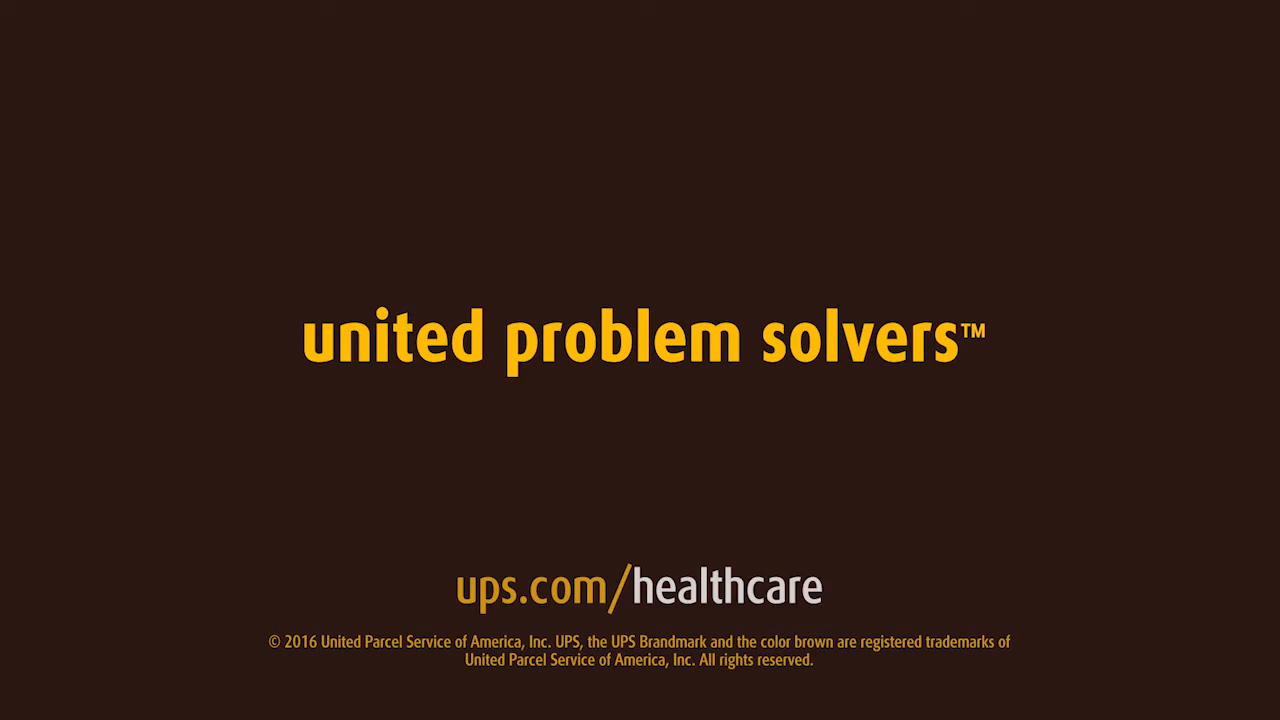 united problem solvers™
ups.com/healthcare
© 2016 United Parcel Service of America, Inc. UPS, the UPS Brandmark and the color brown are registered trademarks of
United Parcel Service of America, Inc. All rights reserved.